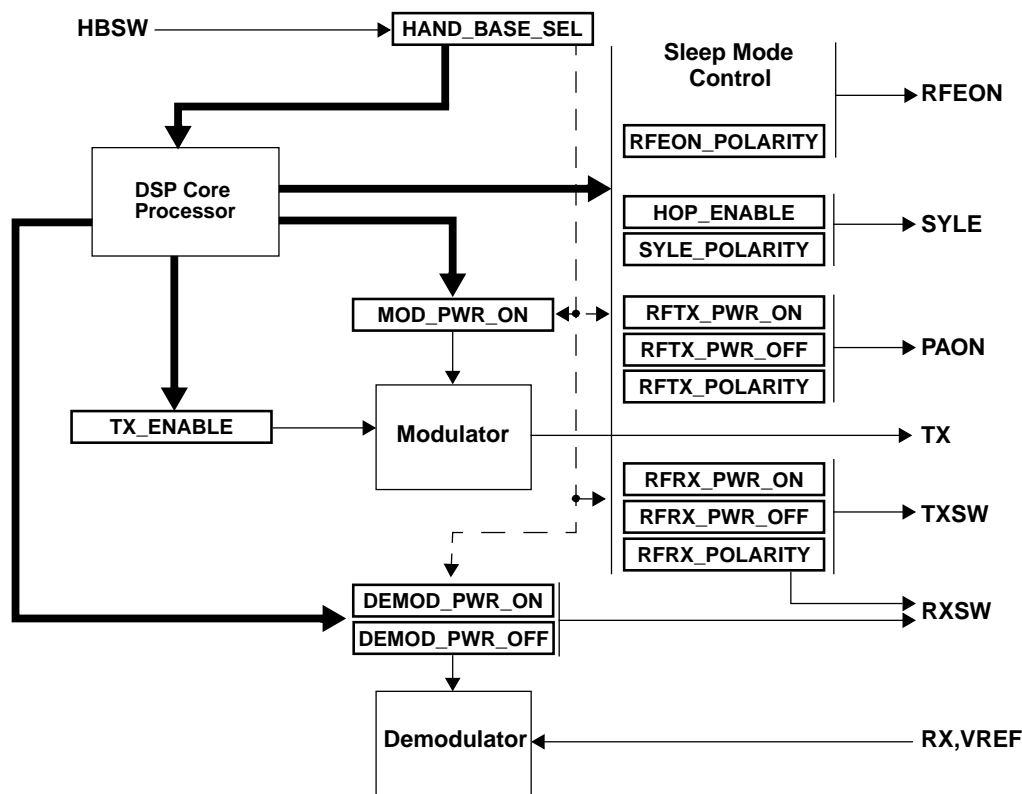 HBSW
HAND_BASE_SEL
Sleep Mode
Control
RFEON
RFEON_POLARITY
DSP Core
Processor
HOP_ENABLE
SYLE_POLARITY
SYLE
MOD_PWR_ON
RFTX_PWR_ON
RFTX_PWR_OFF
RFTX_POLARITY
PAON
TX_ENABLE
Modulator
TX
RFRX_PWR_ON
RFRX_PWR_OFF
RFRX_POLARITY
TXSW
DEMOD_PWR_ON
DEMOD_PWR_OFF
RXSW
Demodulator
RX,VREF